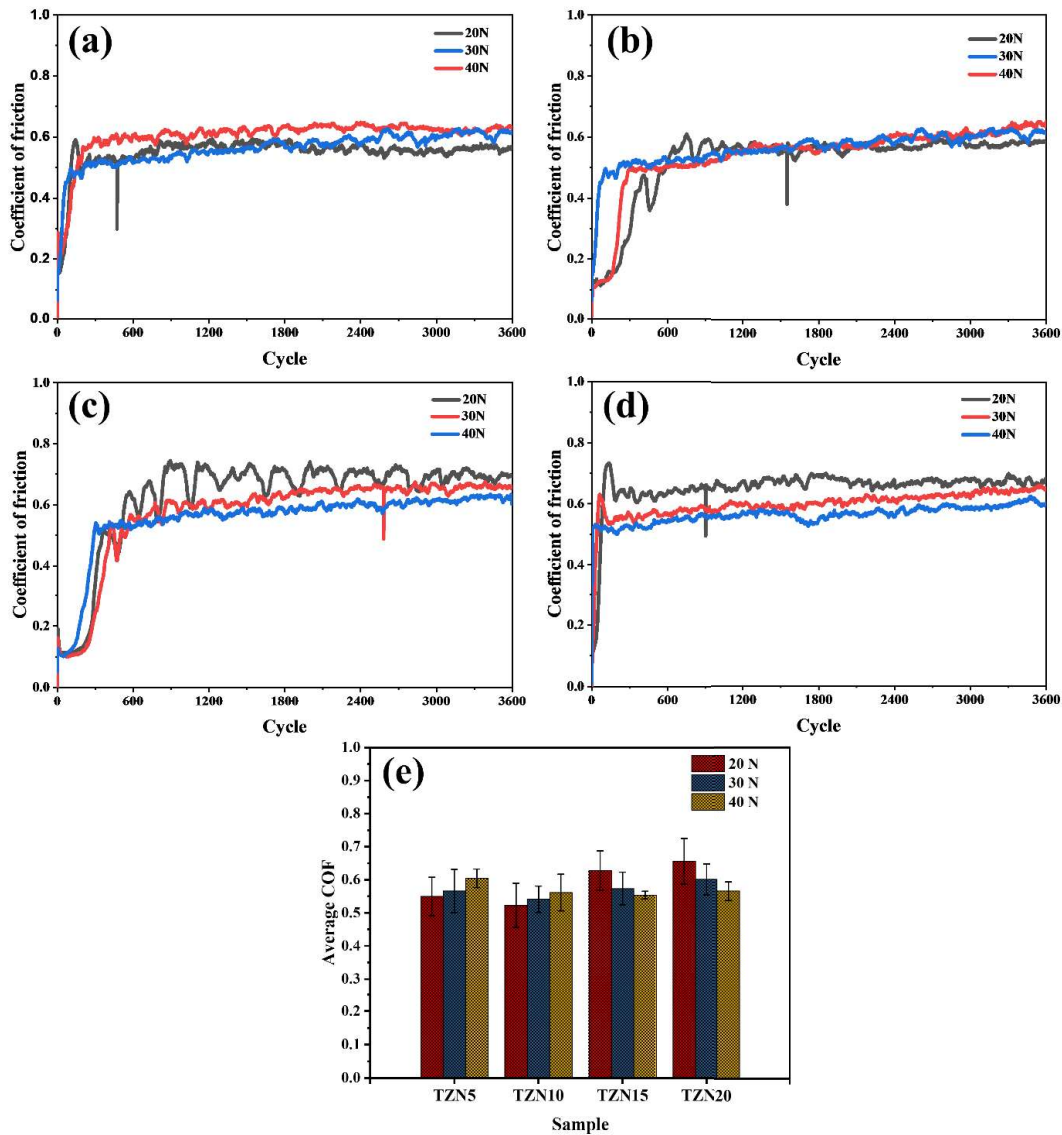 (a)
20N
30N
40N
Coefficient of friction
1.0
0.8
0.6
0.4
0.2
0.0
0
600
1200
1800
2400
3000
3600
Cycle
(b)
20N
30N
40N
Coefficient of friction
1.0
0.8
0.6
0.4
0.2
0.0
0
600
1200
1800
2400
3000
3600
Cycle
(c)
20N
30N
40N
Coefficient of friction
1.0
0.8
0.6
0.4
0.2
0.0
0
600
1200
1800
2400
3000
3600
Cycle
(d)
20N
30N
40N
Coefficient of friction
1.0
0.8
0.6
0.4
0.2
0.0
0
600
1200
1800
2400
3000
3600
Cycle
(e)
20 N
30 N
40 N
Average COF
1.0
0.9
0.8
0.7
0.6
0.5
0.4
0.3
0.2
0.1
0.0
TZN5
TZN10
TZN15
TZN20
Sample